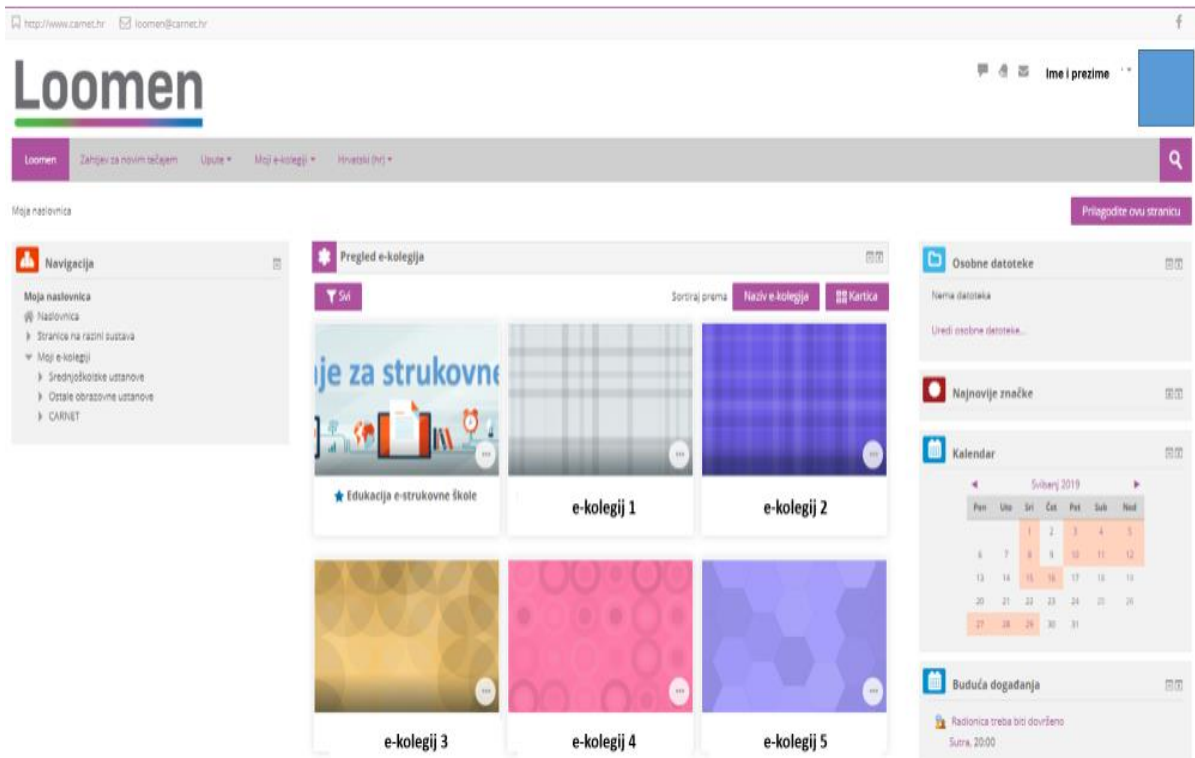 http://www.carnet.hr loomen@carnet.hr
Loomen
Ime i prezime
Loomen Zahtjev za novim tečajem Upute Moji e-kolegiji Hrvatski (hr)
Moja naslovnica
Prilagodite ovu stranicu
Navigacija
Moja naslovnica
Naslovnica
Stranice na razini sustava
Moji e-kolegiji
Srednjoškolske ustanove
Ostale obrazovne ustanove
CARNET
Pregled e-kolegija
Svi
Sortiraj prema Naziv e-kolegija Kartica
je za strukovne
Edukacija e-strukovne škole
e-kolegij 1
e-kolegij 2
e-kolegij 3
e-kolegij 4
e-kolegij 5
Osobne datoteke
Nema datoteka
Uredi osobne datoteke...
Najnovije značke
Kalendar
Svibanj 2019
Pon Uto Sri Čet Pet Sub Ned
1 2 3 4 5
6 7 8 9 10 11 12
13 14 15 16 17 18 19
20 21 22 23 24 25 26
27 28 29 30 31
Buduća događanja
Radionica treba biti dovršeno
Sutra, 20:00